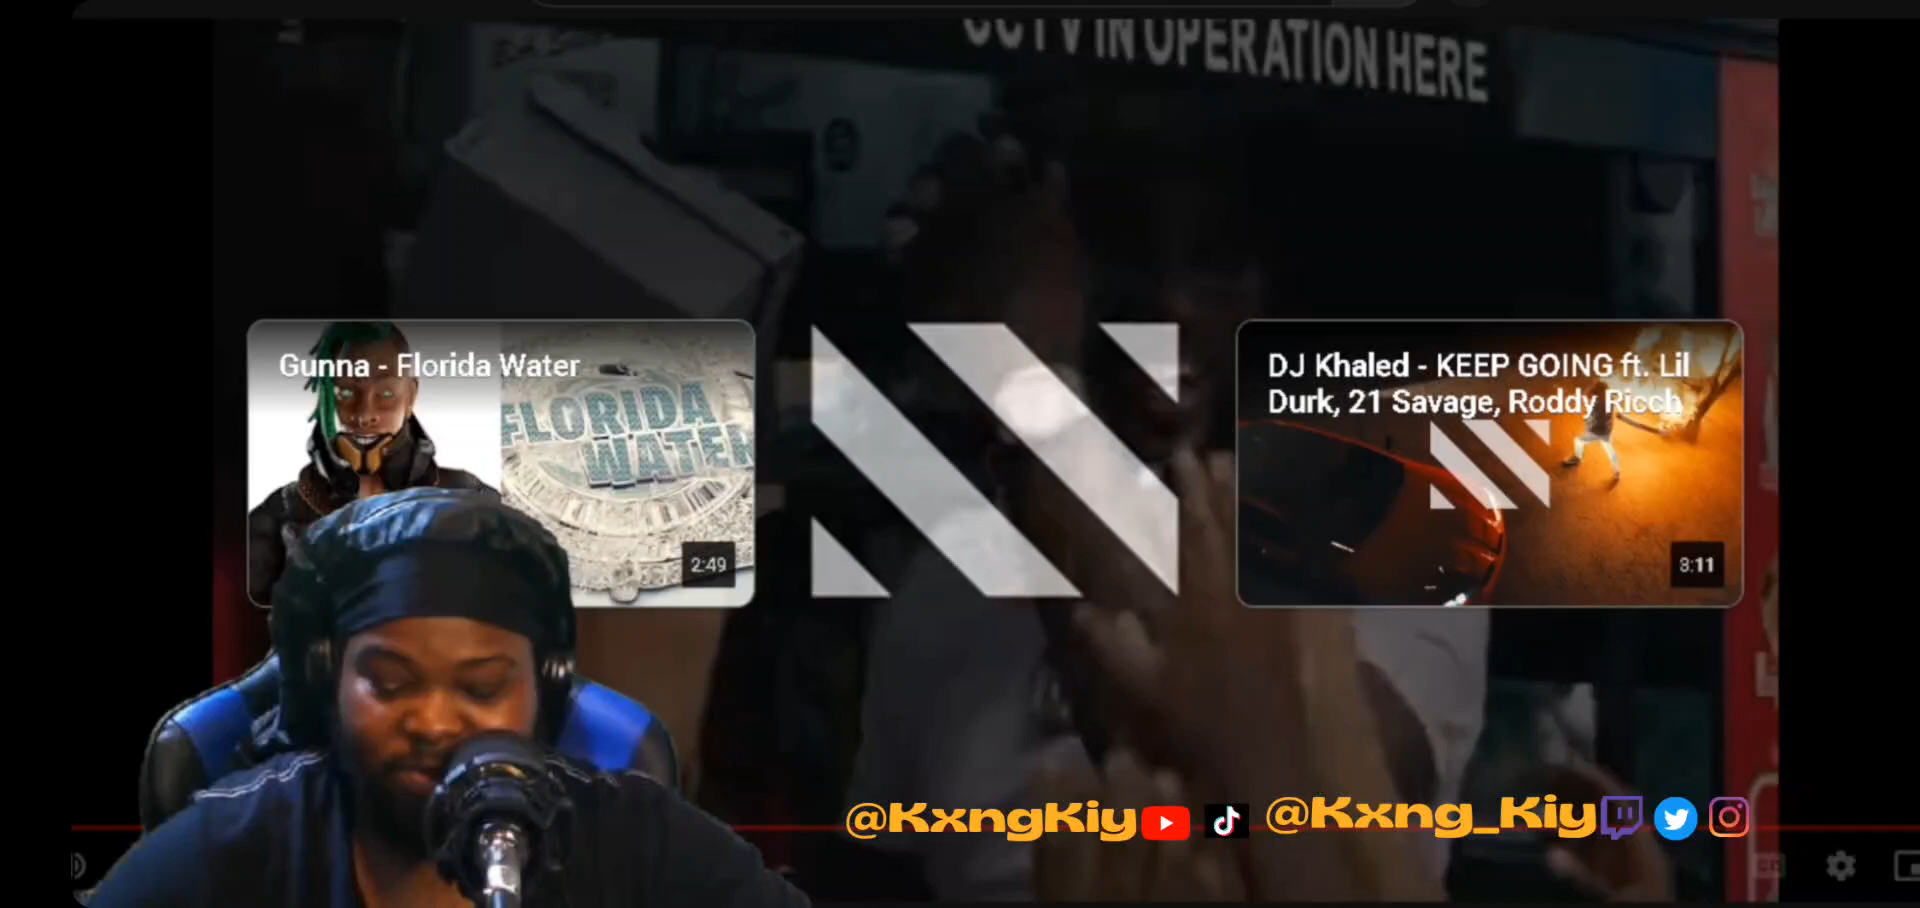 CCTV IN OPERATION HERE
Gunna - Florida Water
FLORIDA
WATER
2:49
DJ Khaled - KEEP GOING ft. Lil
Durk, 21 Savage, Roddy Ricch
8:11
@KxngKiy
@Kxng_Kiy